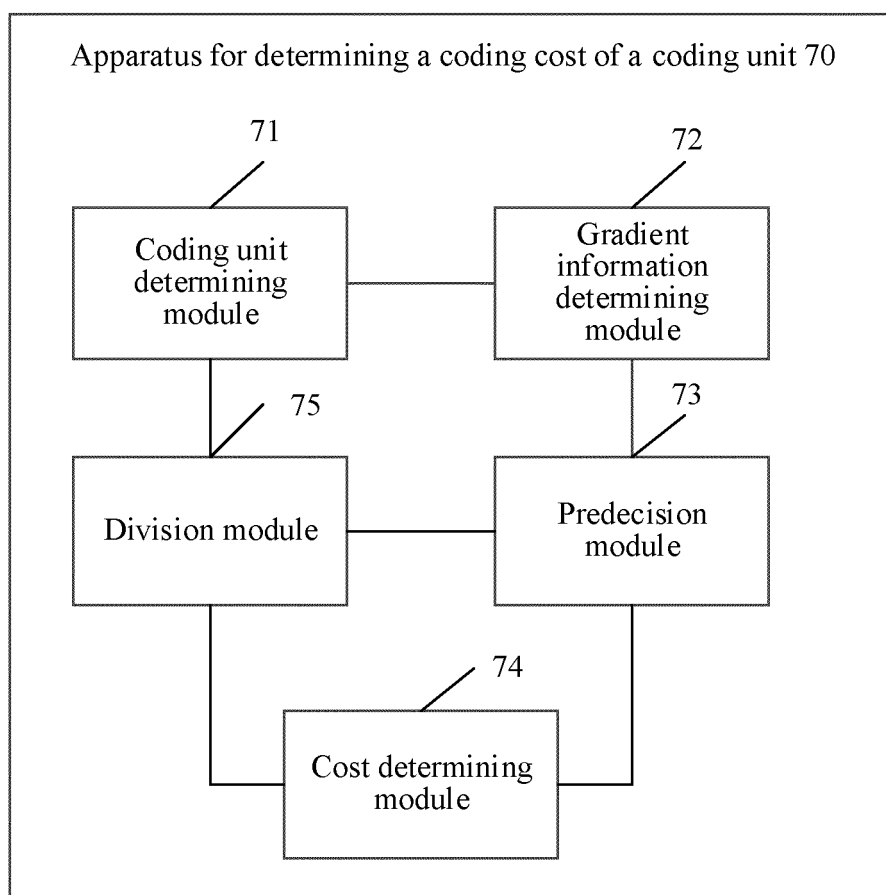 Apparatus for determining a coding cost of a coding unit 70
71
72
Coding unit
determining
module
Gradient
information
determining
module
75
73
Division module
Predecision
module
74
Cost determining
module